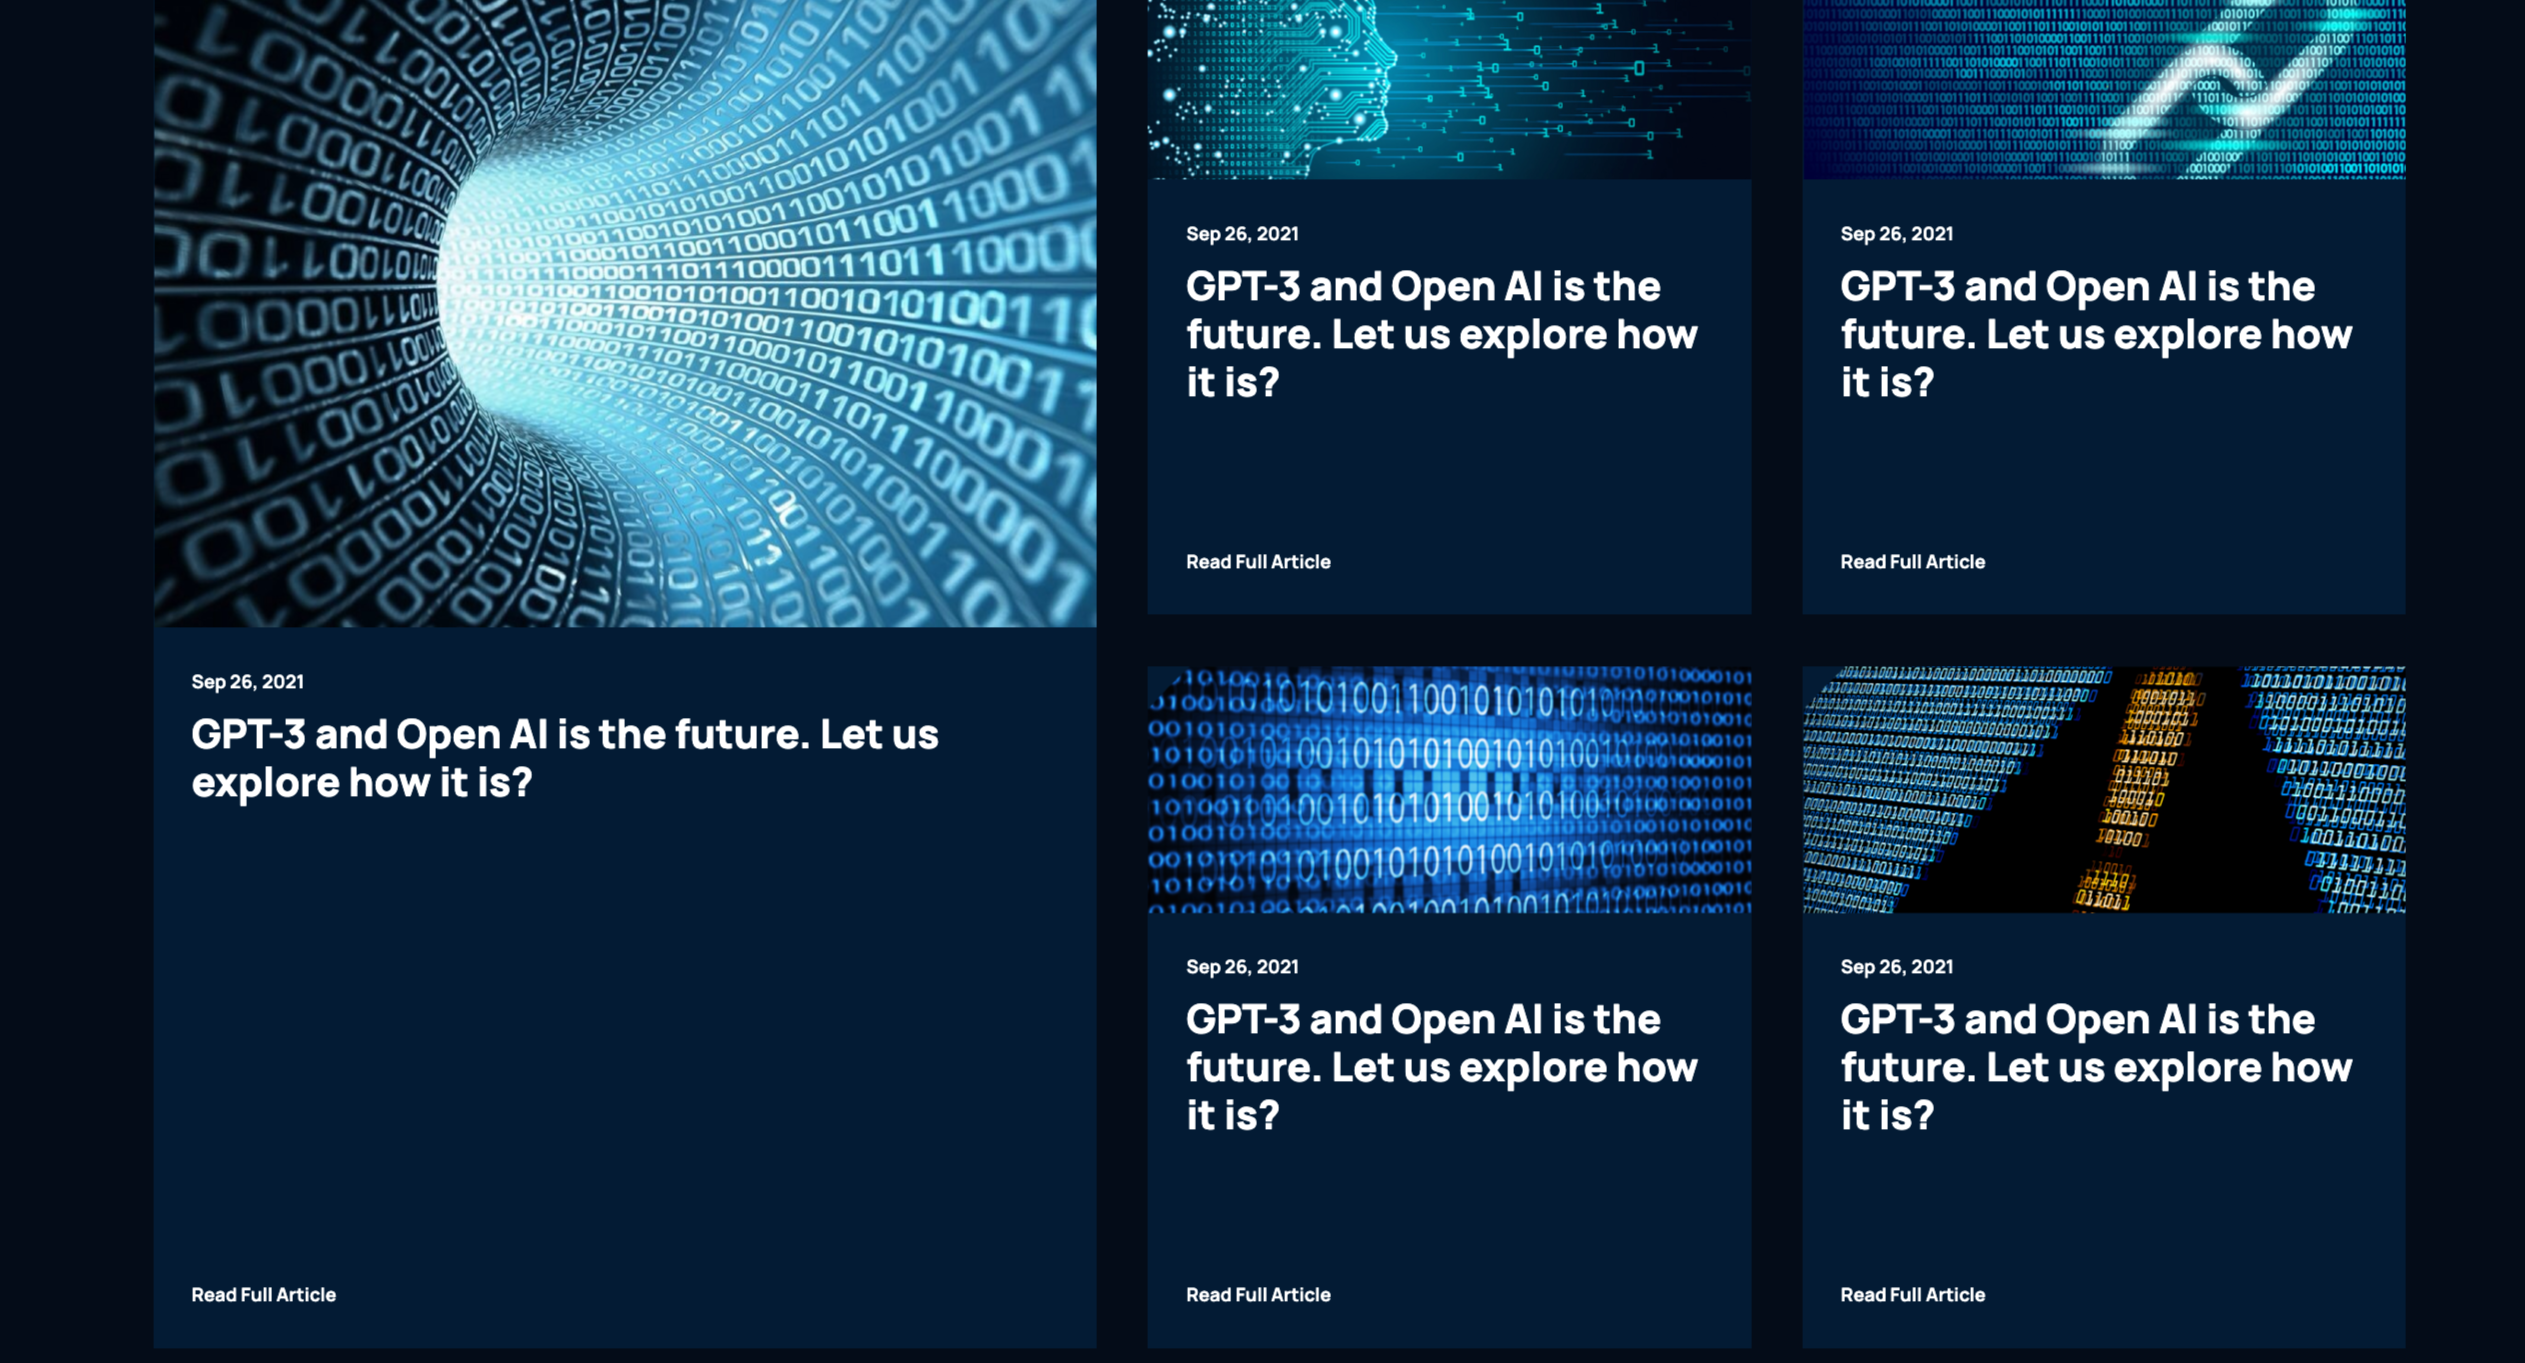 Sep 26, 2021
GPT-3 and Open AI is the future. Let us
explore how it is?
Read Full Article
Sep 26, 2021
GPT-3 and Open AI is the
future. Let us explore how
it is?
Read Full Article
Sep 26, 2021
GPT-3 and Open AI is the
future. Let us explore how
it is?
Read Full Article
Sep 26, 2021
GPT-3 and Open AI is the
future. Let us explore how
it is?
Read Full Article
Sep 26, 2021
GPT-3 and Open AI is the
future. Let us explore how
it is?
Read Full Article